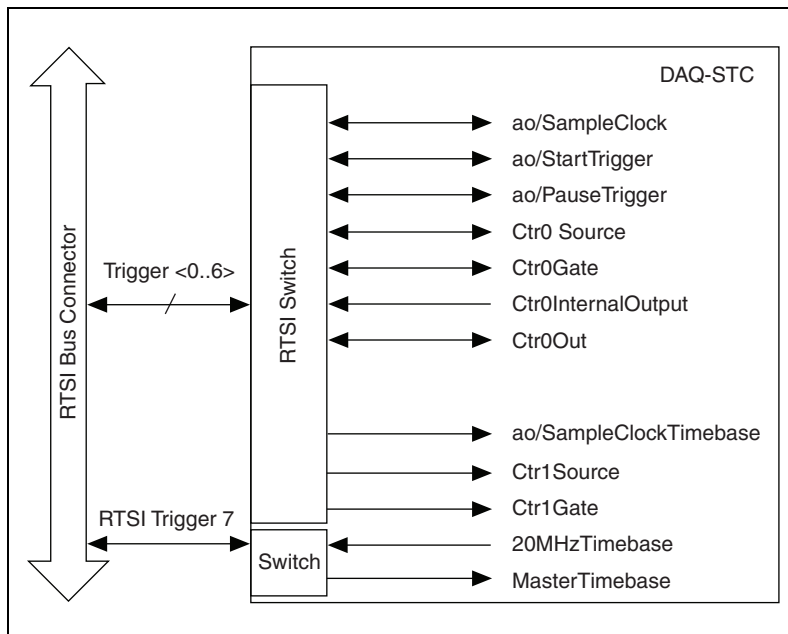 DAQ-STC
ao/SampleClock
ao/StartTrigger
ao/PauseTrigger
Ctr0 Source
Trigger <0..6>
Ctr0Gate
Ctr0InternalOutput
Ctr0Out
RTSI Bus Connector
RTSI Switch
ao/SampleClockTimebase
Ctr1Source
Ctr1Gate
RTSI Trigger 7
20MHzTimebase
Switch
MasterTimebase